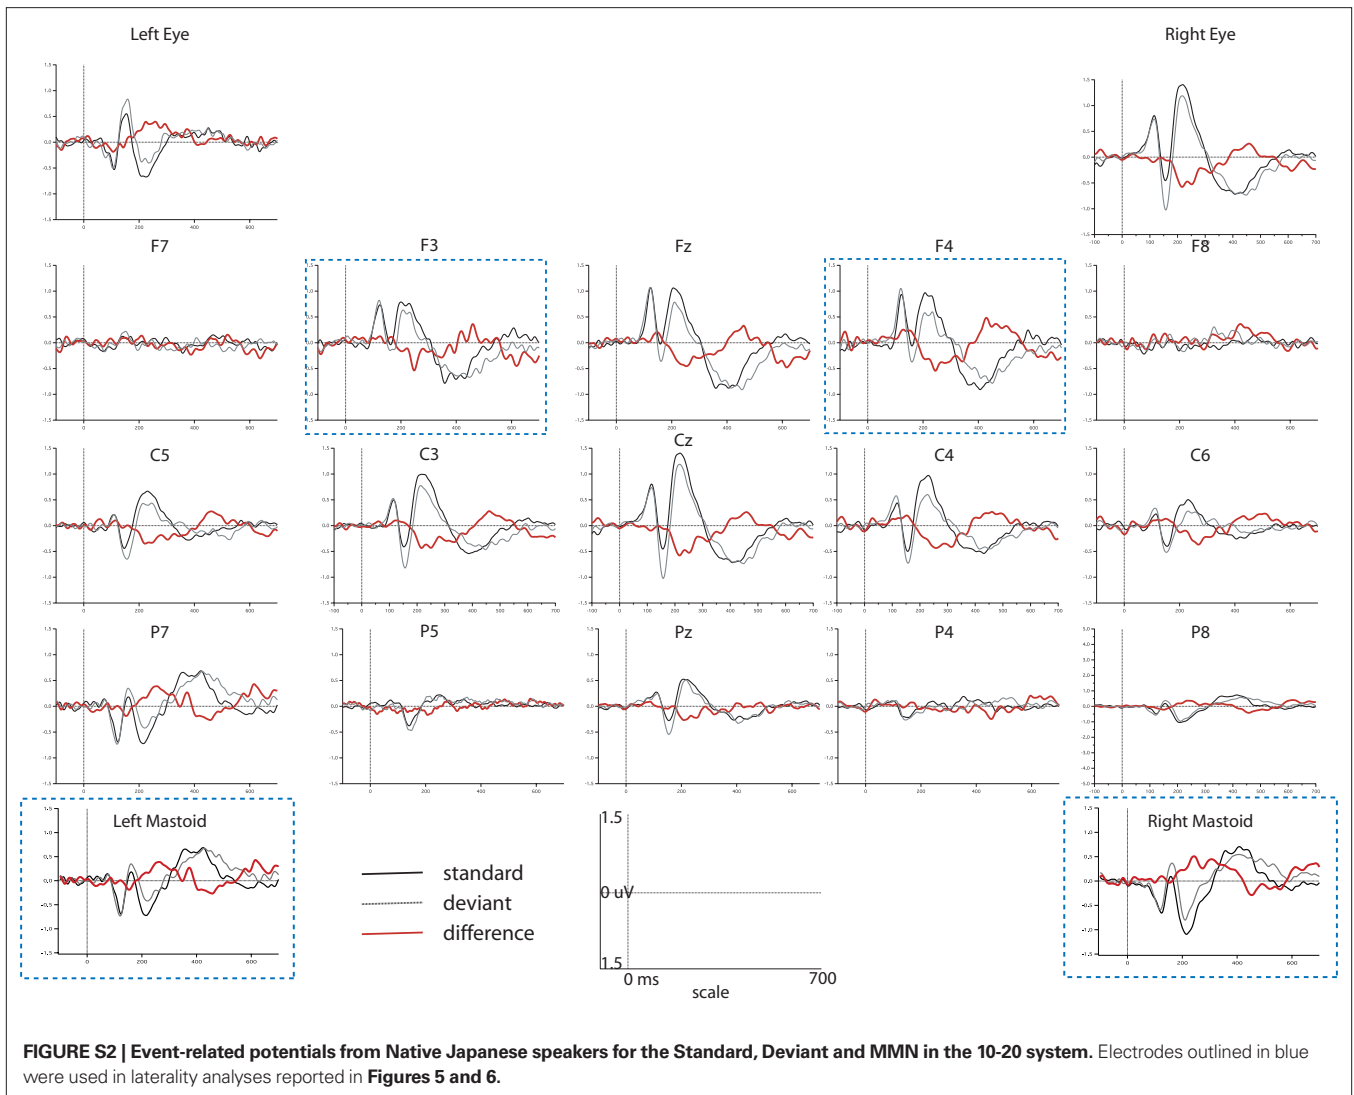 Left Eye
Right Eye
F7
F3
Fz
F4
F8
C5
C3
Cz
C4
C6
P7
P5
Pz
P4
P8
Left Mastoid
Right Mastoid
standard
deviant
difference
1.5
0 uV
1.5
0 ms
700
scale
FIGURE S2 | Event-related potentials from Native Japanese speakers for the Standard, Deviant and MMN in the 10-20 system. Electrodes outlined in blue
were used in laterality analyses reported in Figures 5 and 6.